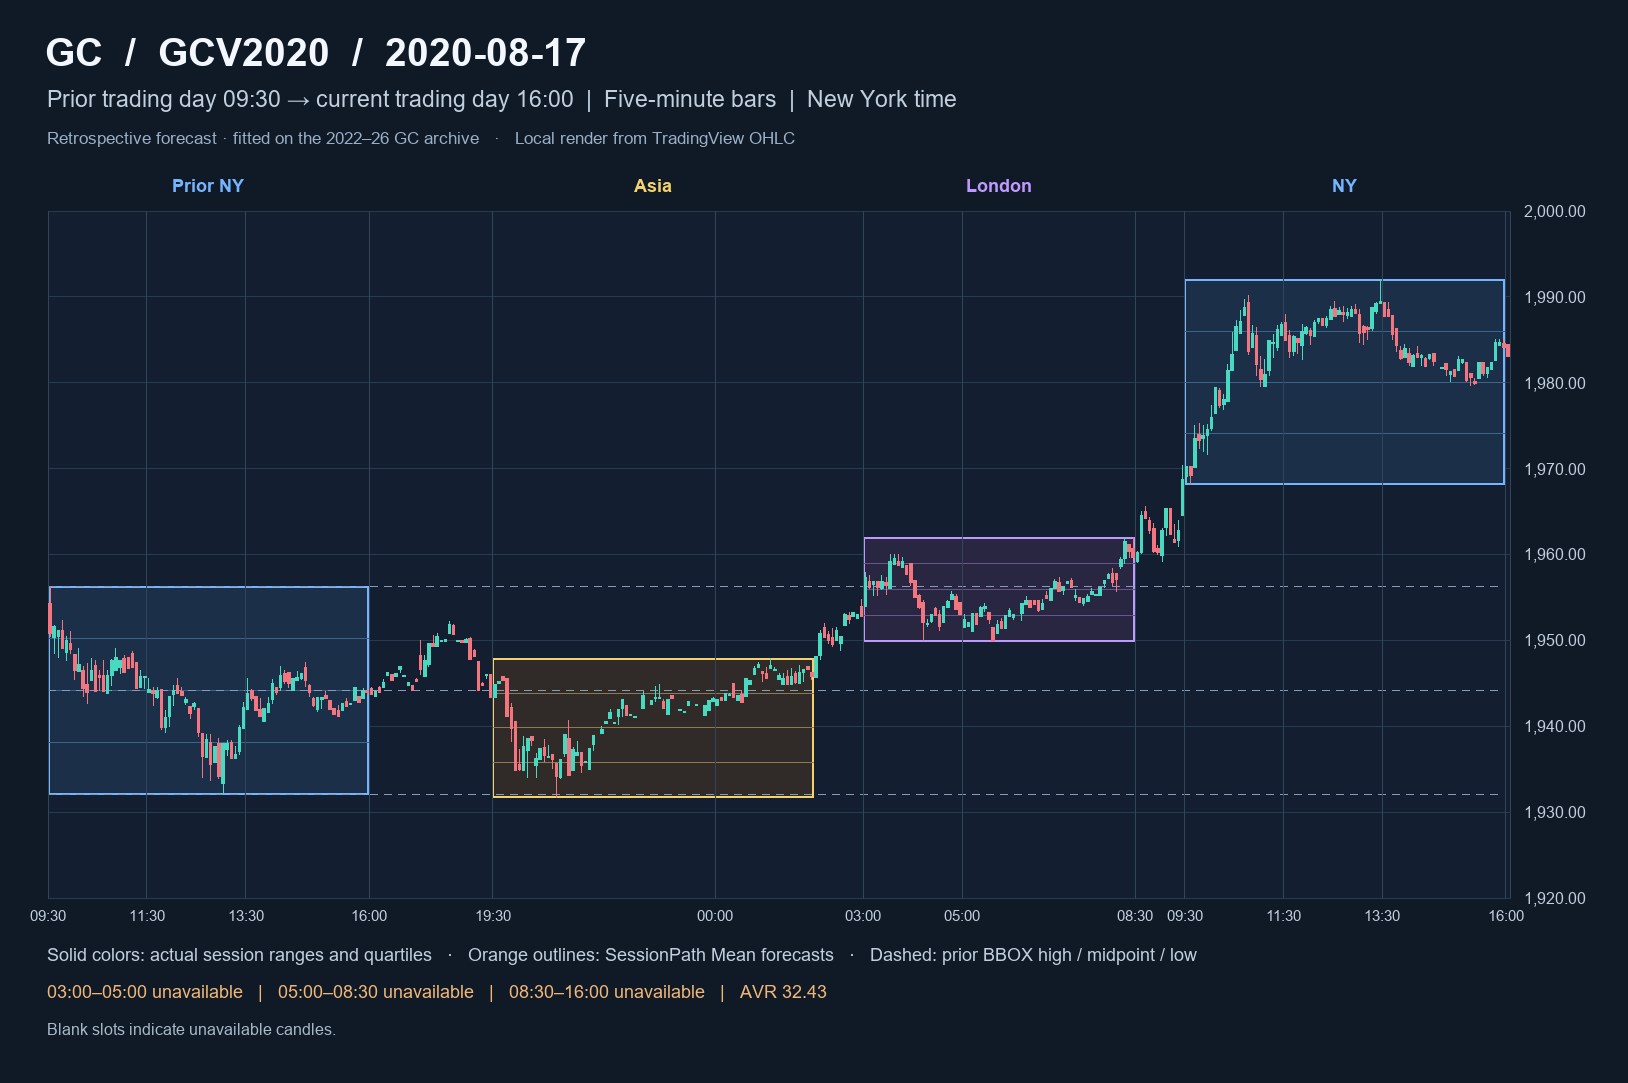 GC / GCV2020 / 2020-08-17
Prior trading day 09:30 → current trading day 16:00 | Five-minute bars | New York time
Retrospective forecast · fitted on the 2022–26 GC archive · Local render from TradingView OHLC
Prior NY Asia London NY
2,000.00
1,990.00
1,980.00
1,970.00
1,960.00
1,950.00
1,940.00
1,930.00
1,920.00
09:30 11:30 13:30 16:00 19:30 00:00 03:00 05:00 08:30 09:30 11:30 13:30 16:00
Solid colors: actual session ranges and quartiles · Orange outlines: SessionPath Mean forecasts · Dashed: prior BBOX high / midpoint / low
03:00–05:00 unavailable | 05:00–08:30 unavailable | 08:30–16:00 unavailable | AVR 32.43
Blank slots indicate unavailable candles.